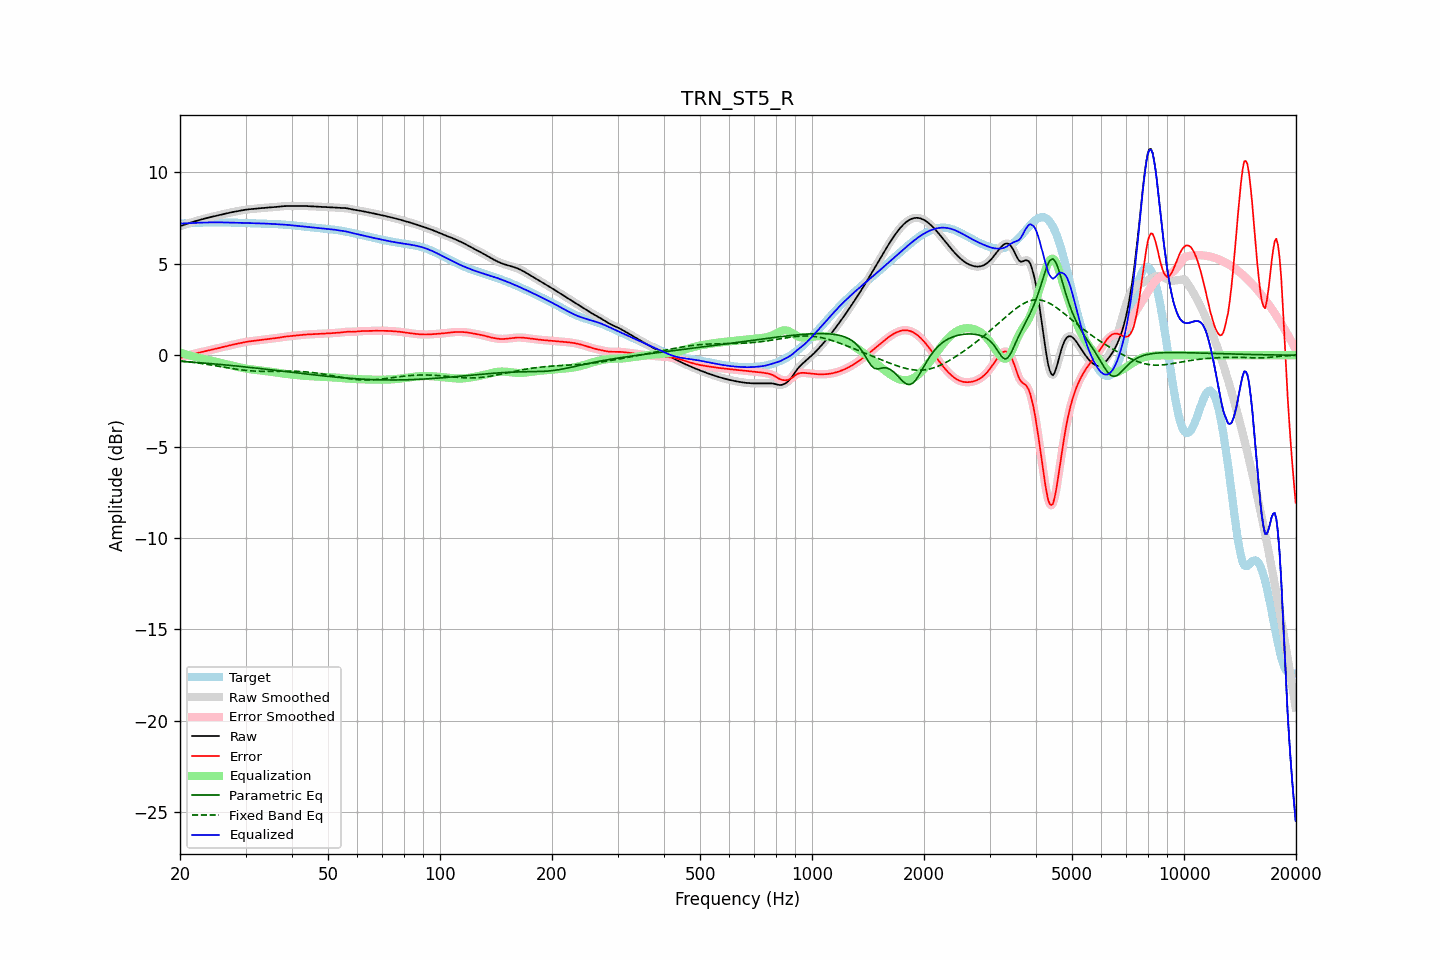 TRN_ST5_R
Amplitude (dBr)
10
5
0
−5
−10
−15
−20
−25
Target
Raw Smoothed
Error Smoothed
Raw
Error
Equalization
Parametric Eq
Fixed Band Eq
Equalized
20 50 100 200 500 1000 2000 5000 10000 20000
Frequency (Hz)